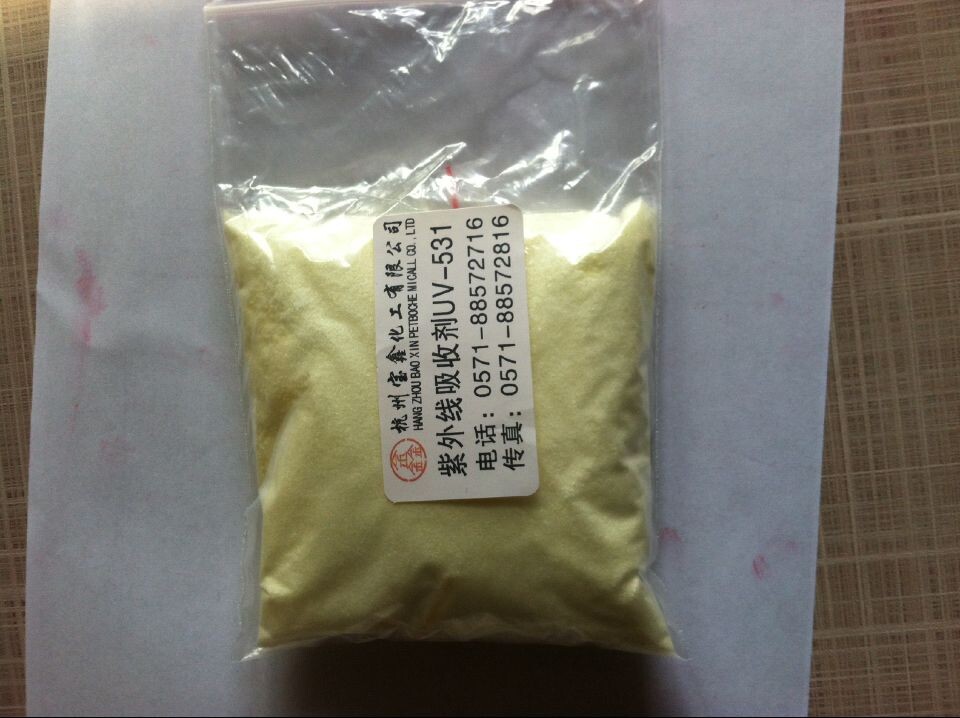 杭州宝鑫化工有限公司
HANG ZHOU BAO XIN PETBOCHEMICALL CO., LTD
紫外线吸收剂UV-531
电话：0571-88572716
传真：0571-88572816